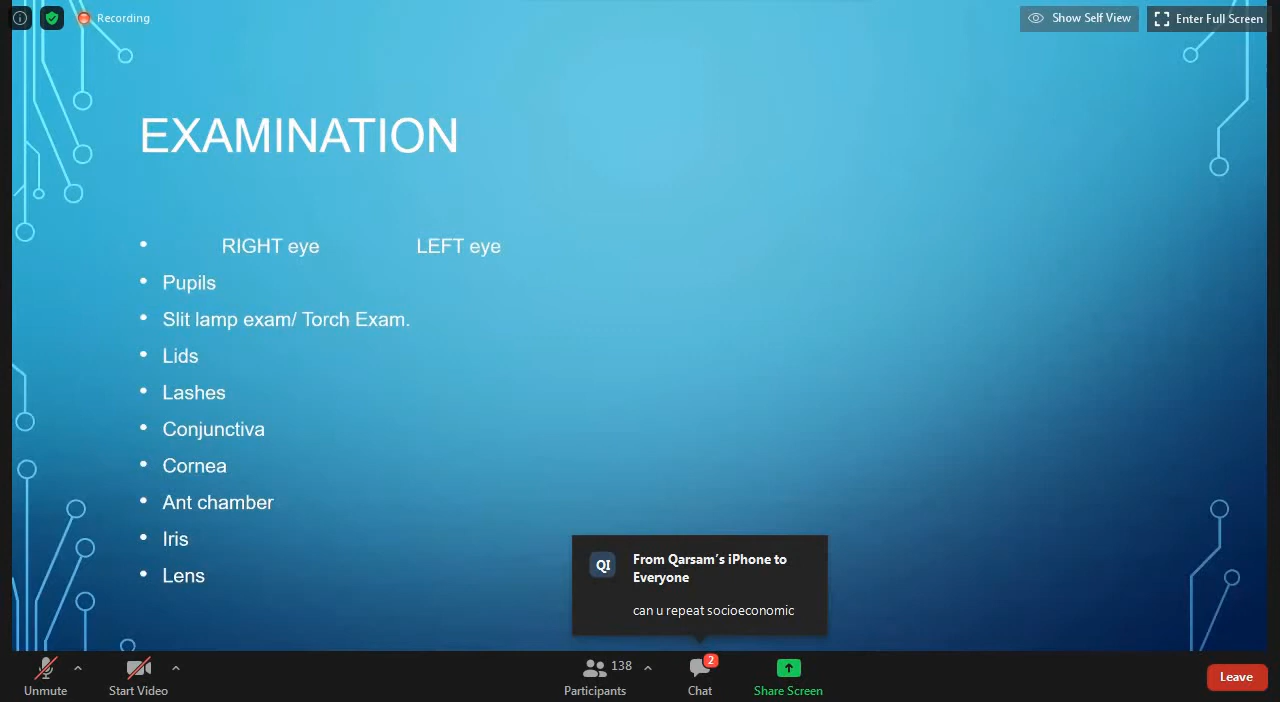 Recording
Show Self View
Enter Full Screen
EXAMINATION
• RIGHT eye LEFT eye
• Pupils
• Slit lamp exam/ Torch Exam.
• Lids
• Lashes
• Conjunctiva
• Cornea
• Ant chamber
• Iris
• Lens
QI
From Qarsam's iPhone to
Everyone
can u repeat socioeconomic
Unmute
Start Video
138
Participants
2
Chat
Share Screen
Leave